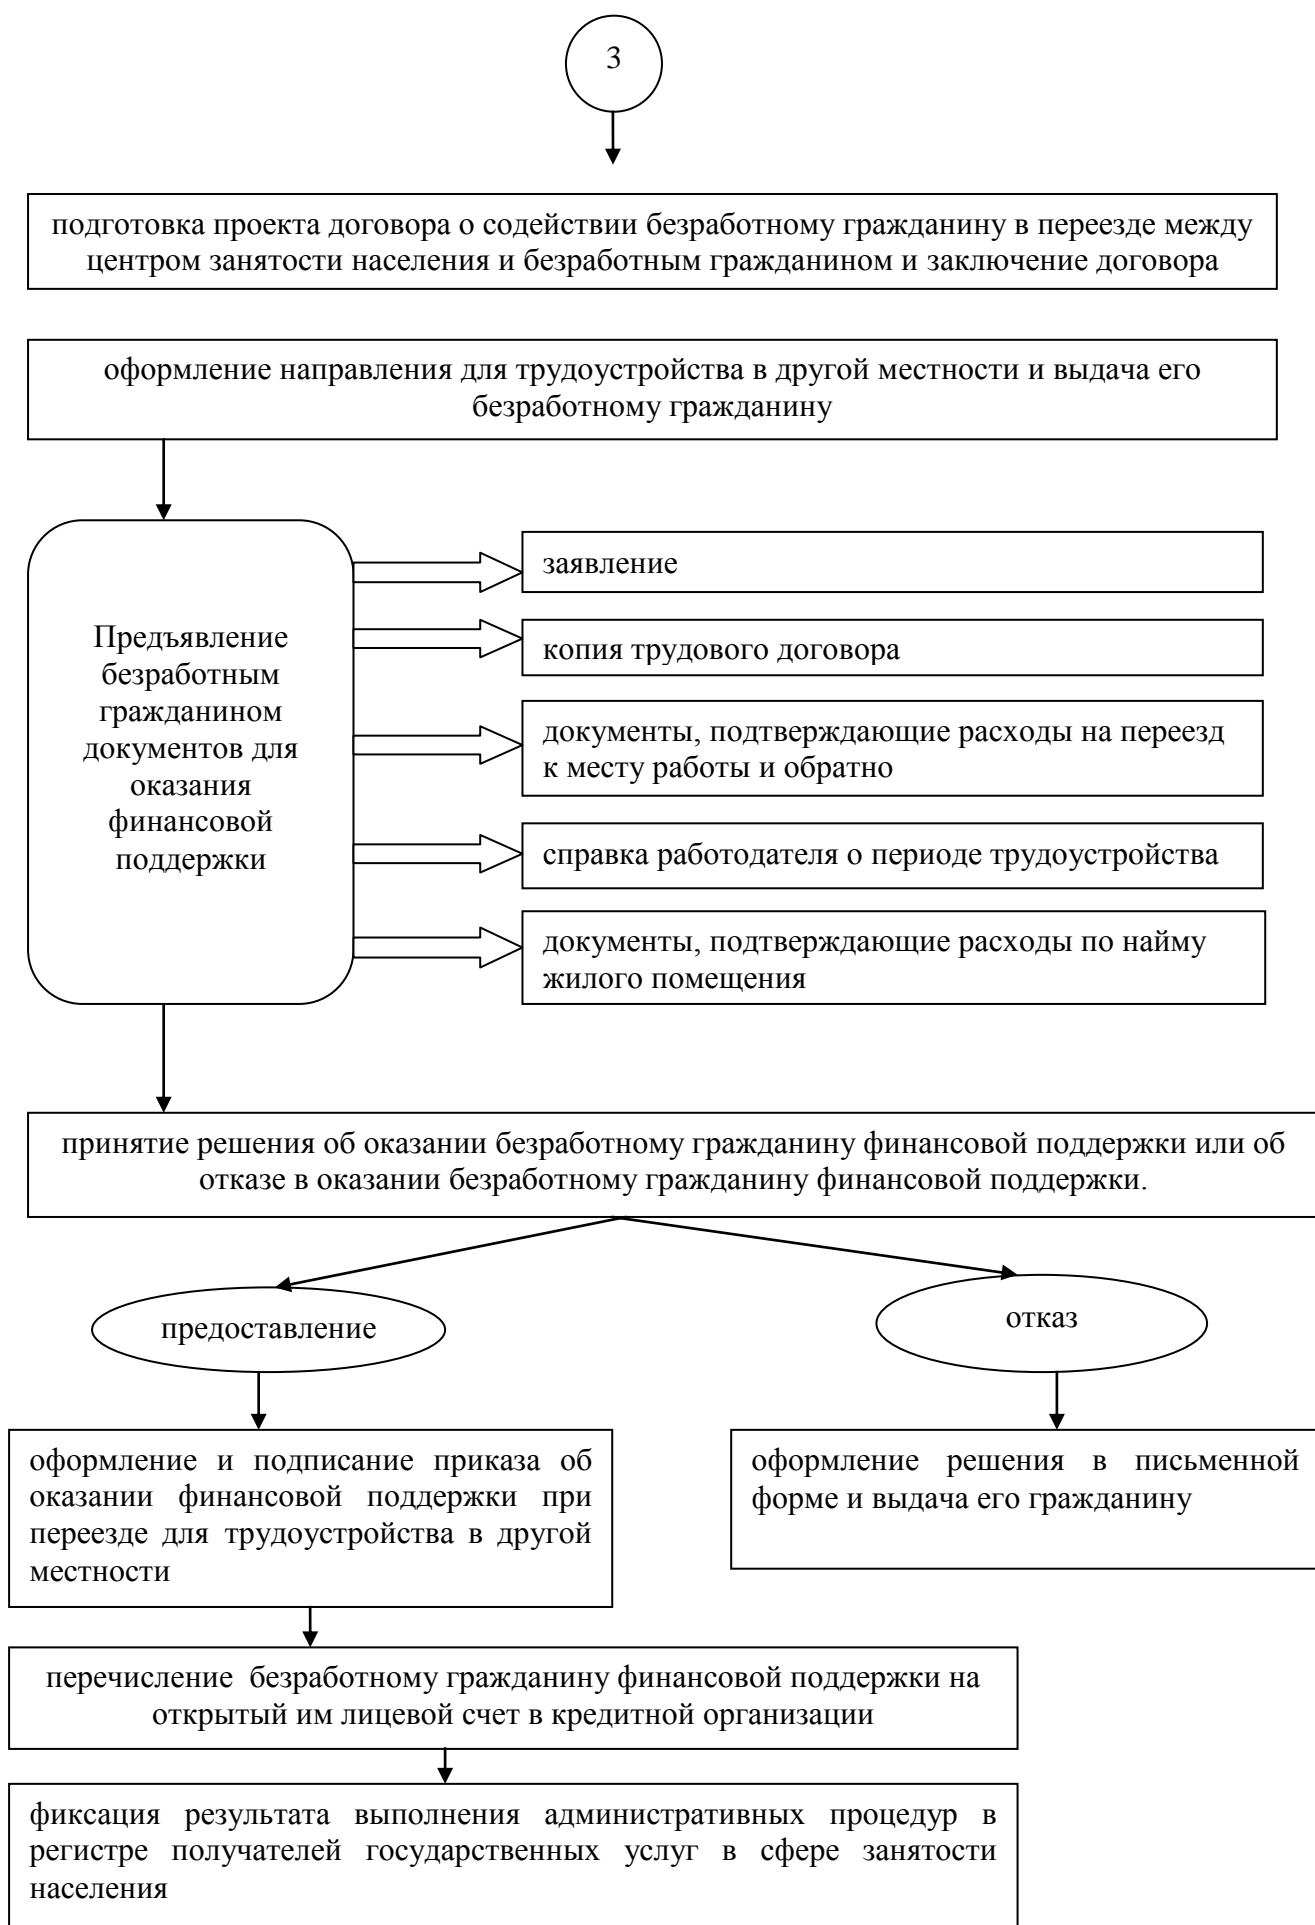 3
подготовка проекта договора о содействии безработному гражданину в переезде между
центром занятости населения и безработным гражданином и заключение договора
оформление направления для трудоустройства в другой местности и выдача его
безработному гражданину
Предъявление
безработным
гражданином
документов для
оказания
финансовой
поддержки
заявление
копия трудового договора
документы, подтверждающие расходы на переезд
к месту работы и обратно
справка работодателя о периоде трудоустройства
документы, подтверждающие расходы по найму
жилого помещения
принятие решения об оказании безработному гражданину финансовой поддержки или об
отказе в оказании безработному гражданину финансовой поддержки.
предоставление
отказ
оформление и подписание приказа об
оказании финансовой поддержки при
переезде для трудоустройства в другой
местности
оформление решения в письменной
форме и выдача его гражданину
перечисление безработному гражданину финансовой поддержки на
открытый им лицевой счет в кредитной организации
фиксация результата выполнения административных процедур в
регистре получателей государственных услуг в сфере занятости
населения